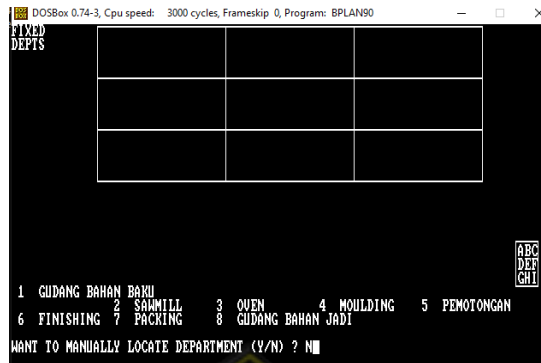 DOSBox 0.74-3, Cpu speed: 3000 cycles, Frameskip 0, Program: BPLAN90
FIXED
DEPTS
ABC
DEF
GHI
1 GUDANG BAHAN BAKU
2 SAWMILL 3 OVEN 4 MOULDING 5 PEMOTONGAN
6 FINISHING 7 PACKING 8 GUDANG BAHAN JADI
WANT TO MANUALLY LOCATE DEPARTMENT (Y/N) ? N